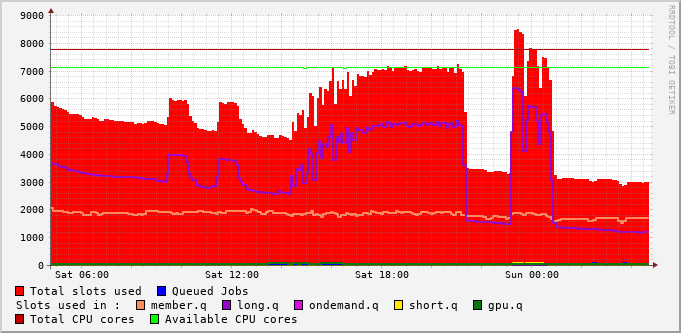 9000
8000
7000
6000
5000
4000
3000
2000
1000
0
Sat 06:00 Sat 12:00 Sat 18:00 Sun 00:00
RRDTOOL / TOBI OETIKER
Total slots used Queued Jobs
Slots used in : member.q long.q ondemand.q short.q gpu.q
Total CPU cores Available CPU cores